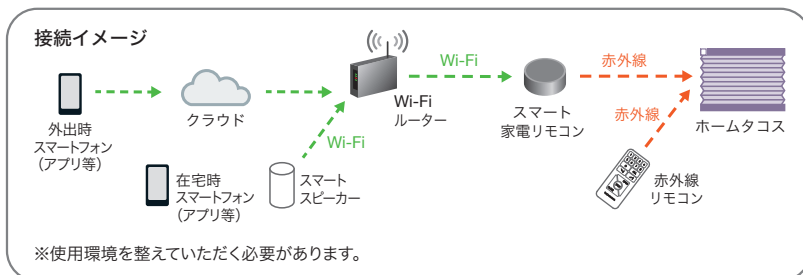 接続イメージ
Wi-Fi
赤外線
クラウド
Wi-Fi
ルーター
スマート
家電リモコン
ホームタコス
外出時
スマートフォン
（アプリ等）
Wi-Fi
赤外線
在宅時
スマートフォン
（アプリ等）
スマート
スピーカー
赤外線
リモコン
※使用環境を整えていただく必要があります。